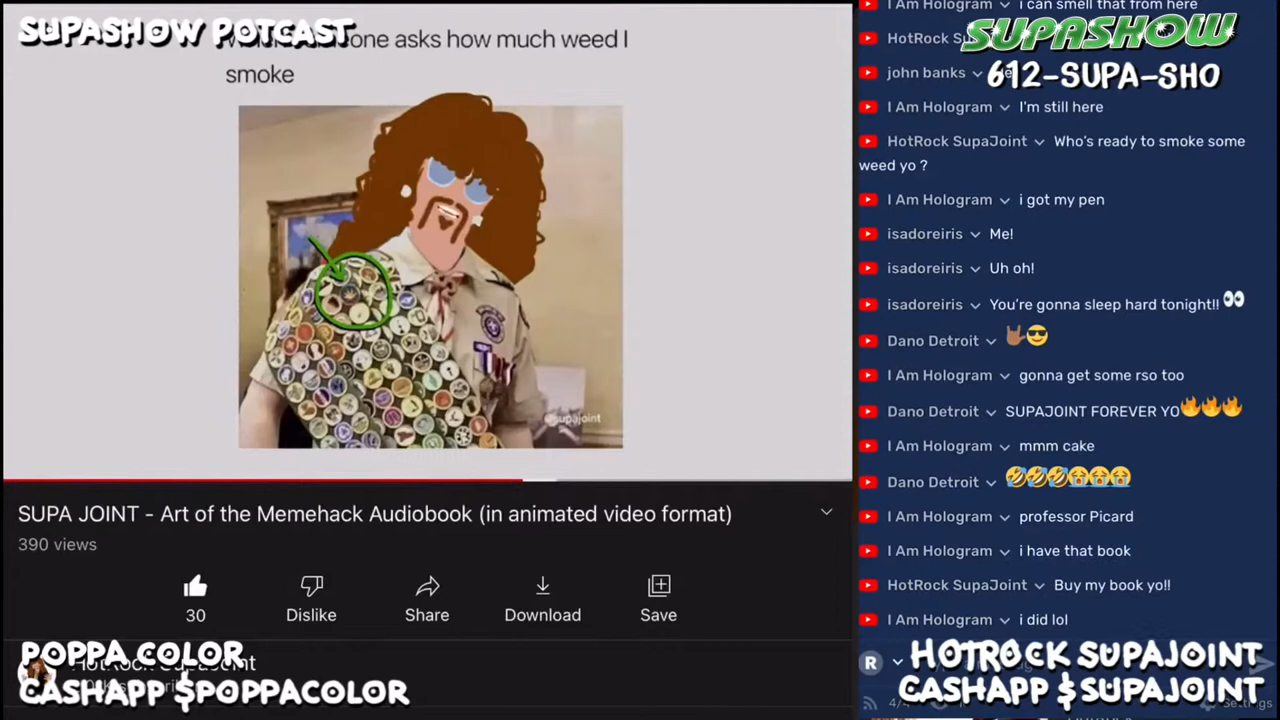 SUPASHOW POTCAST
one asks how much weed I
smoke
@supajoint
SUPA JOINT - Art of the Memehack Audiobook (in animated video format)
390 views
30
Dislike
Share
Download
Save
POPPA COLOR
HotRock SupaJoint
CASHAPP $POPPACOLOR
I Am Hologram i can smell that from here
SUPASHOW
HotRock
612-SUPA-SHO
john banks
I Am Hologram I'm still here
HotRock SupaJoint Who's ready to smoke some
weed yo ?
I Am Hologram i got my pen
isadoreiris Me!
isadoreiris Uh oh!
isadoreiris You're gonna sleep hard tonight!! 👀
Dano Detroit 🤘🏽😎
I Am Hologram gonna get some rso too
Dano Detroit SUPAJOINT FOREVER YO🔥🔥🔥
I Am Hologram mmm cake
Dano Detroit 🤣🤣🤣😭😭😭
I Am Hologram professor Picard
I Am Hologram i have that book
HotRock SupaJoint Buy my book yo!!
I Am Hologram i did lol
R
HOTROCK SUPAJOINT
CASHAPP $SUPAJOINT
Settings